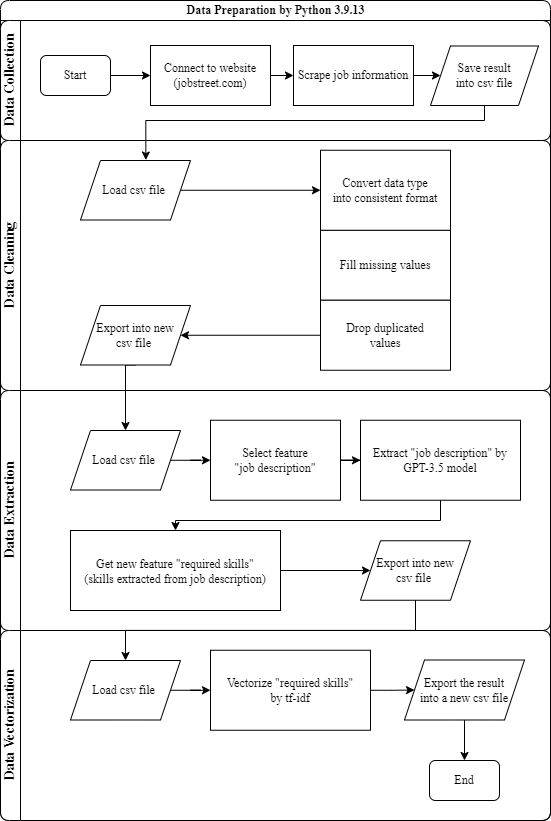 Data Preparation by Python 3.9.13
Data Collection
Start
Connect to website
(jobstreet.com)
Scrape job information
Save result
into csv file
Data Cleaning
Load csv file
Convert data type
into consistent format
Fill missing values
Drop duplicated
values
Export into new
csv file
Data Extraction
Load csv file
Select feature
"job description"
Extract "job description" by
GPT-3.5 model
Get new feature "required skills"
(skills extracted from job description)
Export into new
csv file
Data Vectorization
Load csv file
Vectorize "required skills"
by tf-idf
Export the result
into a new csv file
End